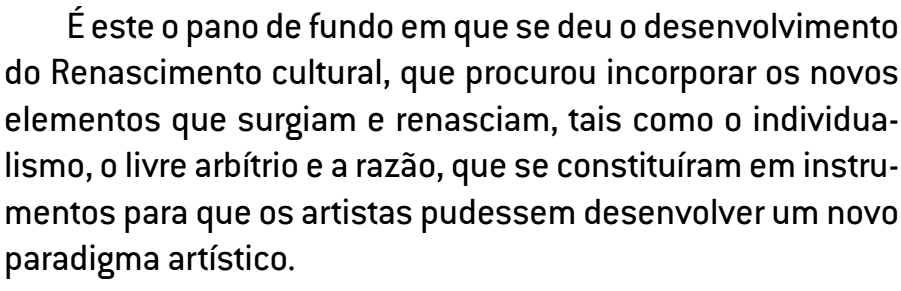 É este o pano de fundo em que se deu o desenvolvimento
do Renascimento cultural, que procurou incorporar os novos
elementos que surgiam e renasciam, tais como o individua-
lismo, o livre arbítrio e a razão, que se constituíram em instru-
mentos para que os artistas pudessem desenvolver um novo
paradigma artístico.